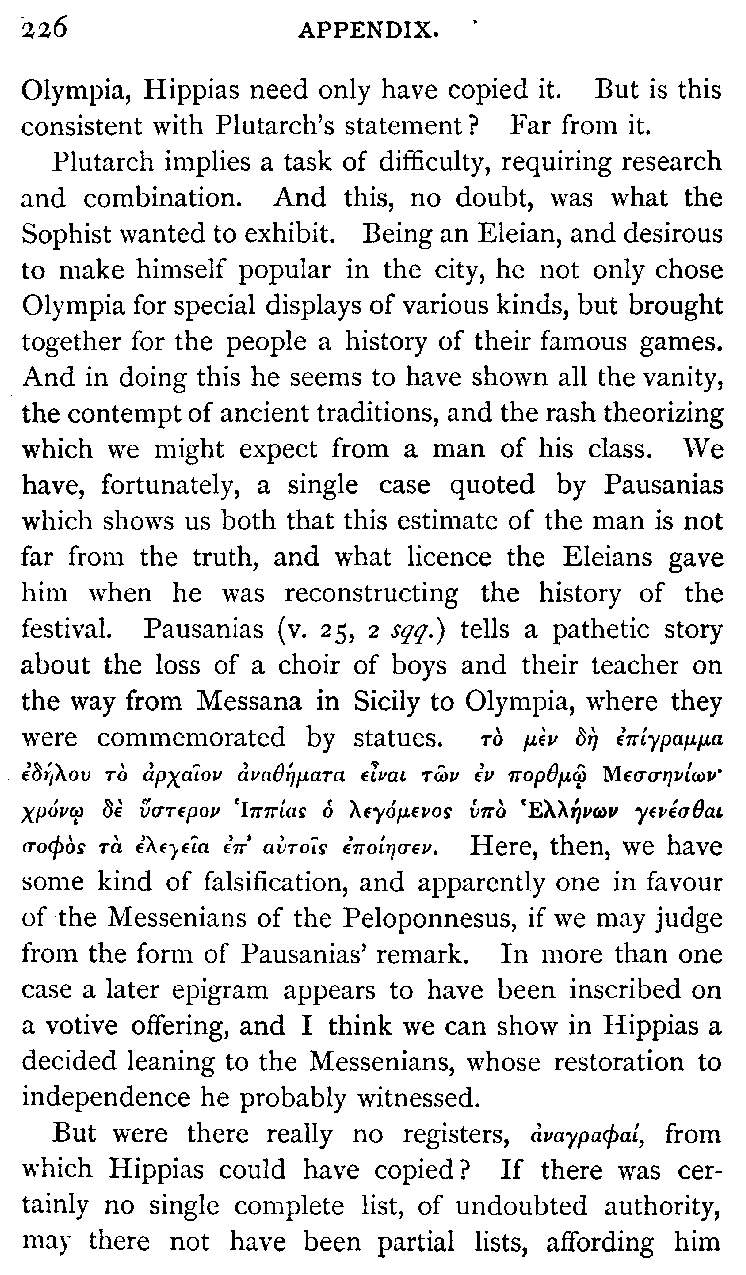 226 APPENDIX.
Olympia, Hippias need only have copied it. But is this
consistent with Plutarch's statement? Far from it.
Plutarch implies a task of difficulty, requiring research
and combination. And this, no doubt, was what the
Sophist wanted to exhibit. Being an Eleian, and desirous
to make himself popular in the city, he not only chose
Olympia for special displays of various kinds, but brought
together for the people a history of their famous games.
And in doing this he seems to have shown all the vanity,
the contempt of ancient traditions, and the rash theorizing
which we might expect from a man of his class. We
have, fortunately, a single case quoted by Pausanias
which shows us both that this estimate of the man is not
far from the truth, and what licence the Eleians gave
him when he was reconstructing the history of the
festival. Pausanias (v. 25, 2 sqq.) tells a pathetic story
about the loss of a choir of boys and their teacher on
the way from Messana in Sicily to Olympia, where they
were commemorated by statues. τὸ μὲν δὴ ἐπίγραμμα
ἐδήλου τὸ ἀρχαῖον ἀναθήματα εἶναι τῶν ἐν πορθμῷ Μεσσηνίων·
χρόνῳ δὲ ὕστερον Ἱππίας ὁ λεγόμενος ὑπὸ Ἑλλήνων γενέσθαι
σοφὸς τὰ ἐλεγεῖα ἐπ' αὐτοῖς ἐποίησεν. Here, then, we have
some kind of falsification, and apparently one in favour
of the Messenians of the Peloponnesus, if we may judge
from the form of Pausanias' remark. In more than one
case a later epigram appears to have been inscribed on
a votive offering, and I think we can show in Hippias a
decided leaning to the Messenians, whose restoration to
independence he probably witnessed.
But were there really no registers, ἀναγραφαί, from
which Hippias could have copied? If there was cer-
tainly no single complete list, of undoubted authority,
may there not have been partial lists, affording him